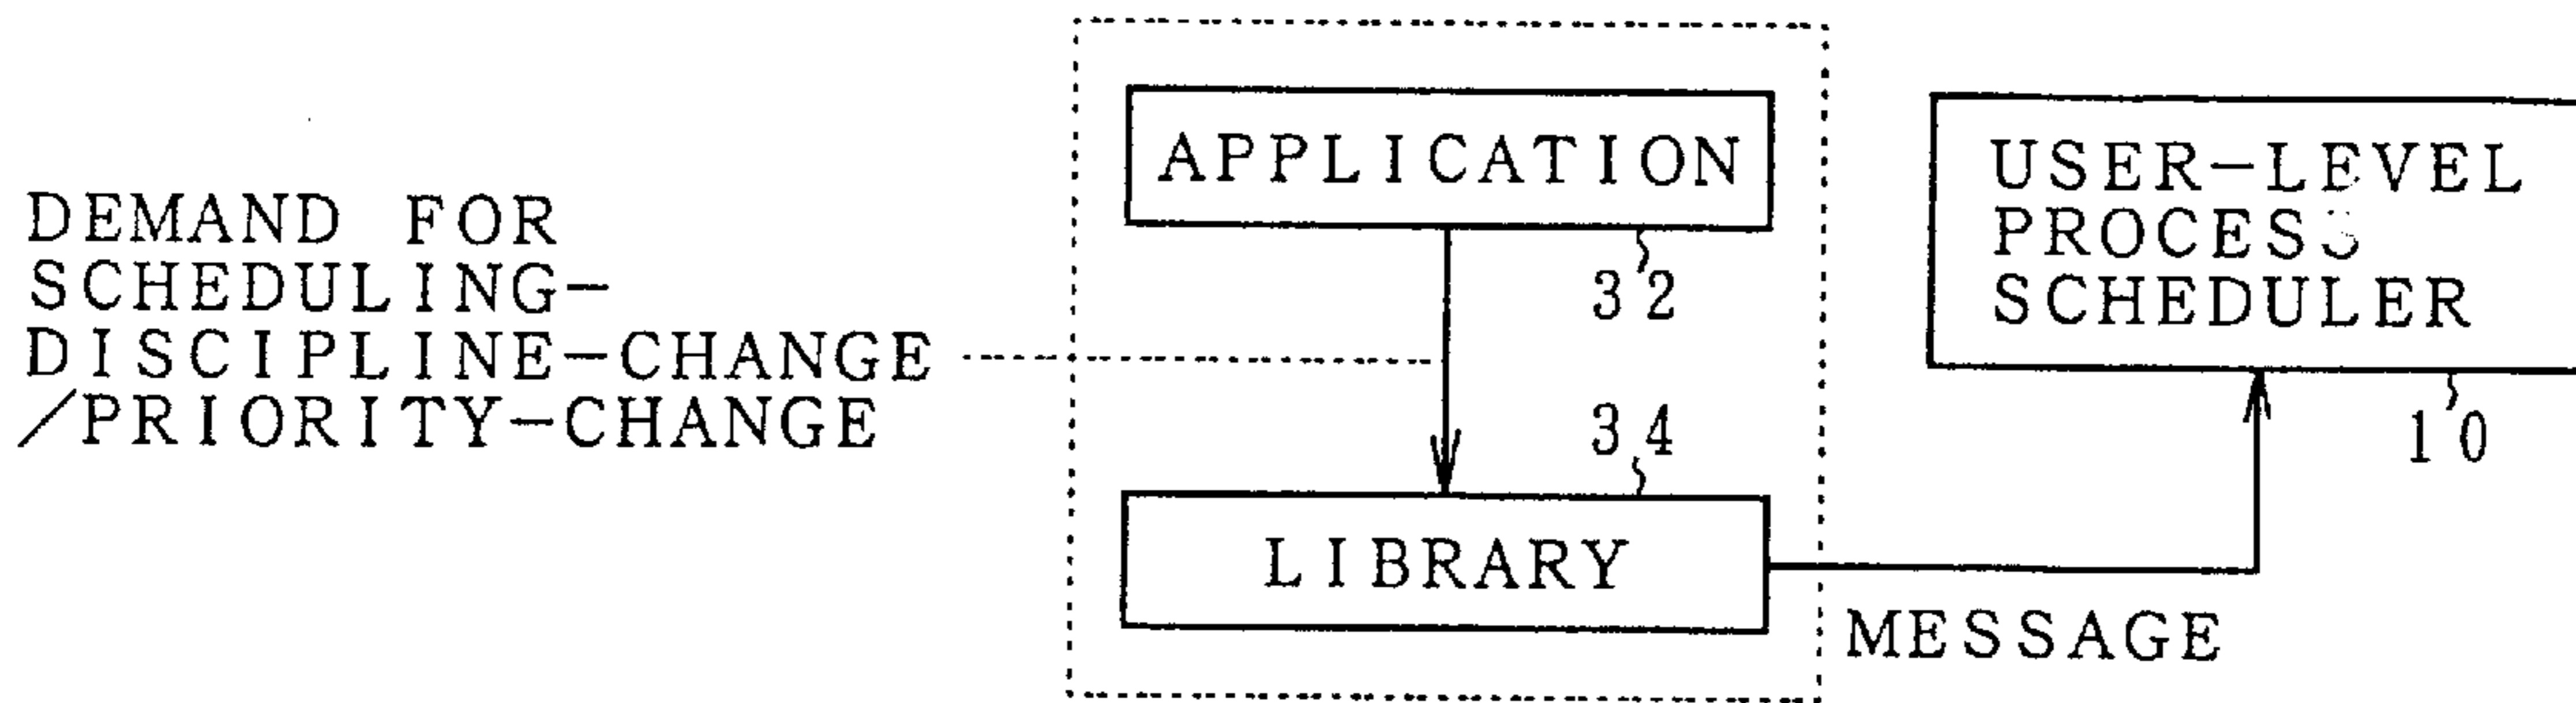 DEMAND FOR
SCHEDULING-
DISCIPLINE-CHANGE
/PRIORITY-CHANGE
APPLICATION
32
34
LIBRARY
MESSAGE
USER-LEVEL
PROCESS
SCHEDULER
10